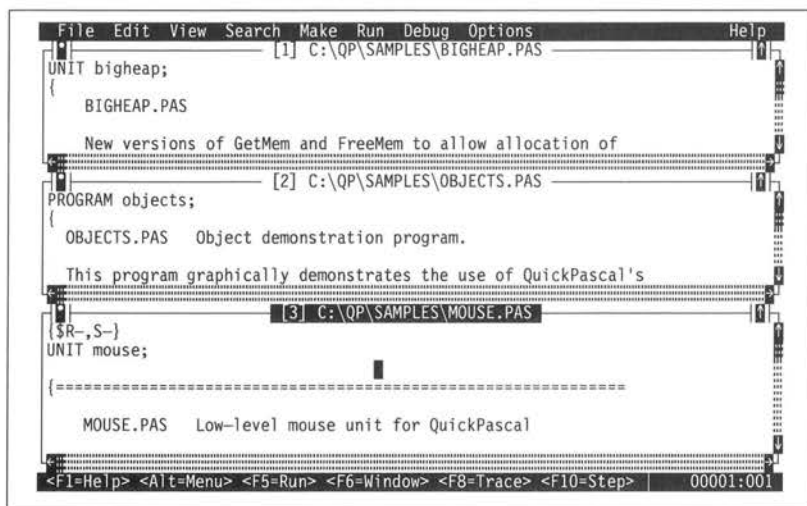 File Edit View Search Make Run Debug Options Help
[1] C:\QP\SAMPLES\BIGHEAP.PAS
UNIT bigheap;
{
BIGHEAP.PAS
New versions of GetMem and FreeMem to allow allocation of
[2] C:\QP\SAMPLES\OBJECTS.PAS
PROGRAM objects;
{
OBJECTS.PAS Object demonstration program.
This program graphically demonstrates the use of QuickPascal's
[3] C:\QP\SAMPLES\MOUSE.PAS
{$R-,S-}
UNIT mouse;
{=============================================================
MOUSE.PAS Low-level mouse unit for QuickPascal
<F1=Help> <Alt=Menu> <F5=Run> <F6=Window> <F8=Trace> <F10=Step> 00001:001